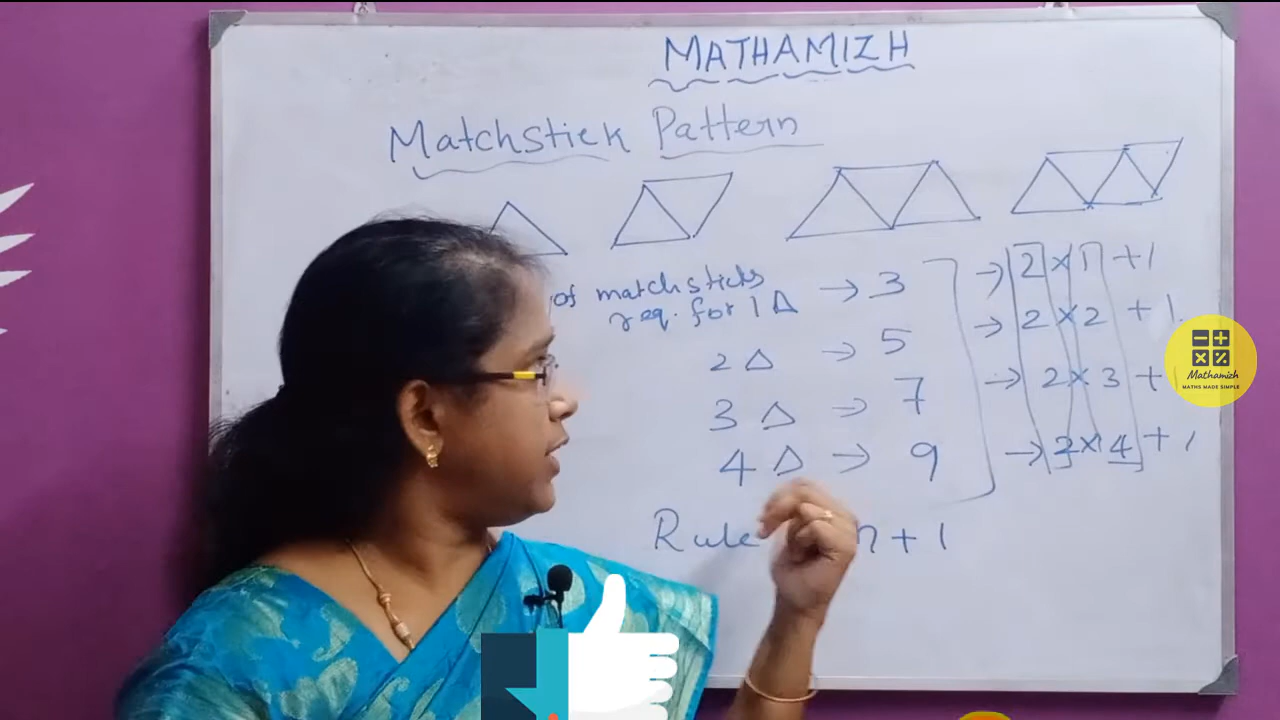 MATHAMIZH
Matchstick Pattern
of matchsticks → 3 → 2 × 1 + 1
req. for 1 Δ
2 Δ → 5 → 2 × 2 + 1
3 Δ → 7 → 2 × 3 +
4 Δ → 9 → 2 × 4 + 1
Rule n + 1
Mathamizh
MATHS MADE SIMPLE